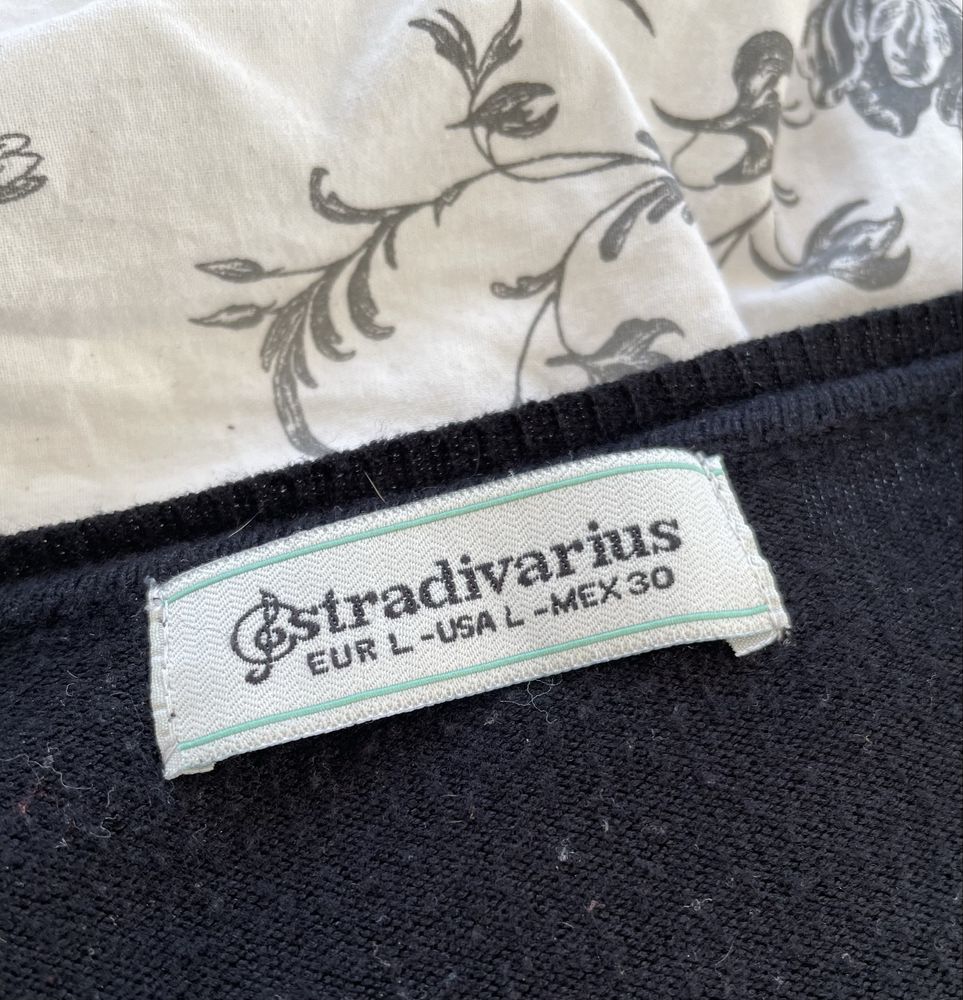 stradivarius
EUR L - USA L - MEX 30